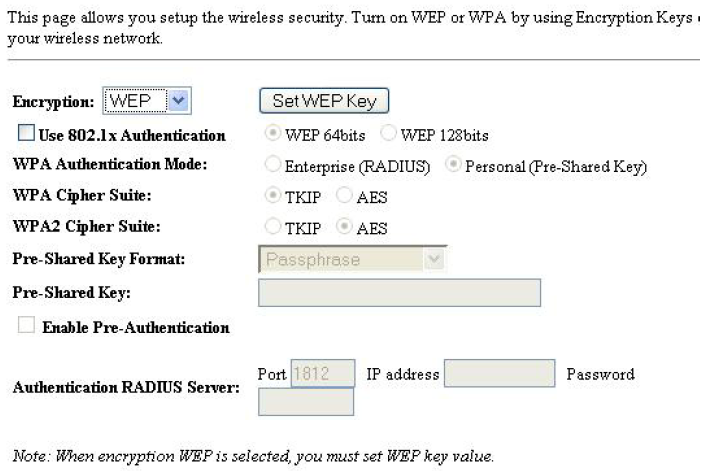 This page allows you setup the wireless security. Turn on WEP or WPA by using Encryption Keys
your wireless network.
Encryption: WEP Set WEP Key
Use 802.1x Authentication WEP 64bits WEP 128bits
WPA Authentication Mode: Enterprise (RADIUS) Personal (Pre-Shared Key)
WPA Cipher Suite: TKIP AES
WPA2 Cipher Suite: TKIP AES
Pre-Shared Key Format: Passphrase
Pre-Shared Key:
Enable Pre-Authentication
Authentication RADIUS Server: Port 1812 IP address Password
Note: When encryption WEP is selected, you must set WEP key value.